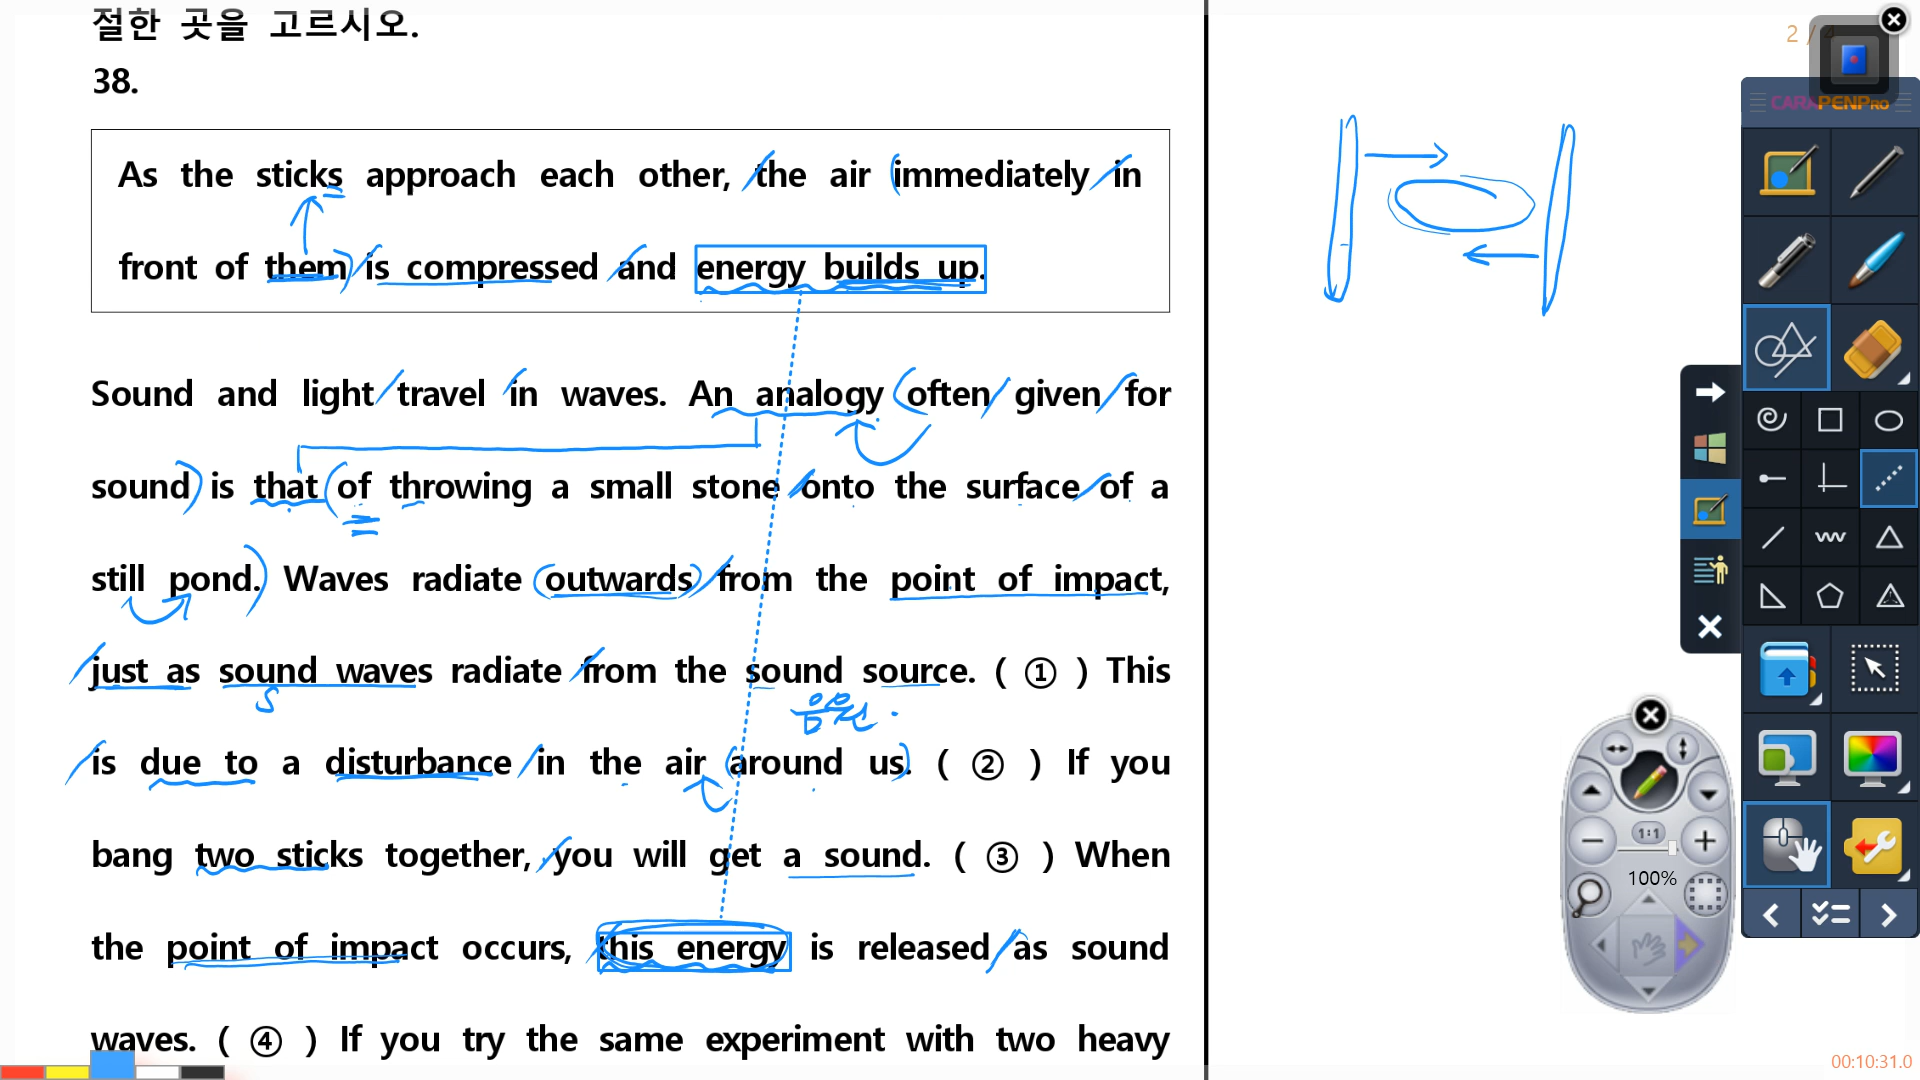 절한 곳을 고르시오.
38.
As the sticks approach each other, the air immediately in
front of them is compressed and energy builds up.
Sound and light travel in waves. An analogy often given for
sound is that of throwing a small stone onto the surface of a
still pond. Waves radiate outwards from the point of impact,
just as sound waves radiate from the sound source. ( ① ) This
S
음원
is due to a disturbance in the air around us. ( ② ) If you
bang two sticks together, you will get a sound. ( ③ ) When
the point of impact occurs, this energy is released as sound
waves. ( ④ ) If you try the same experiment with two heavy
2 /
CARAPENPRO
1:1
100%
00:10:31.0